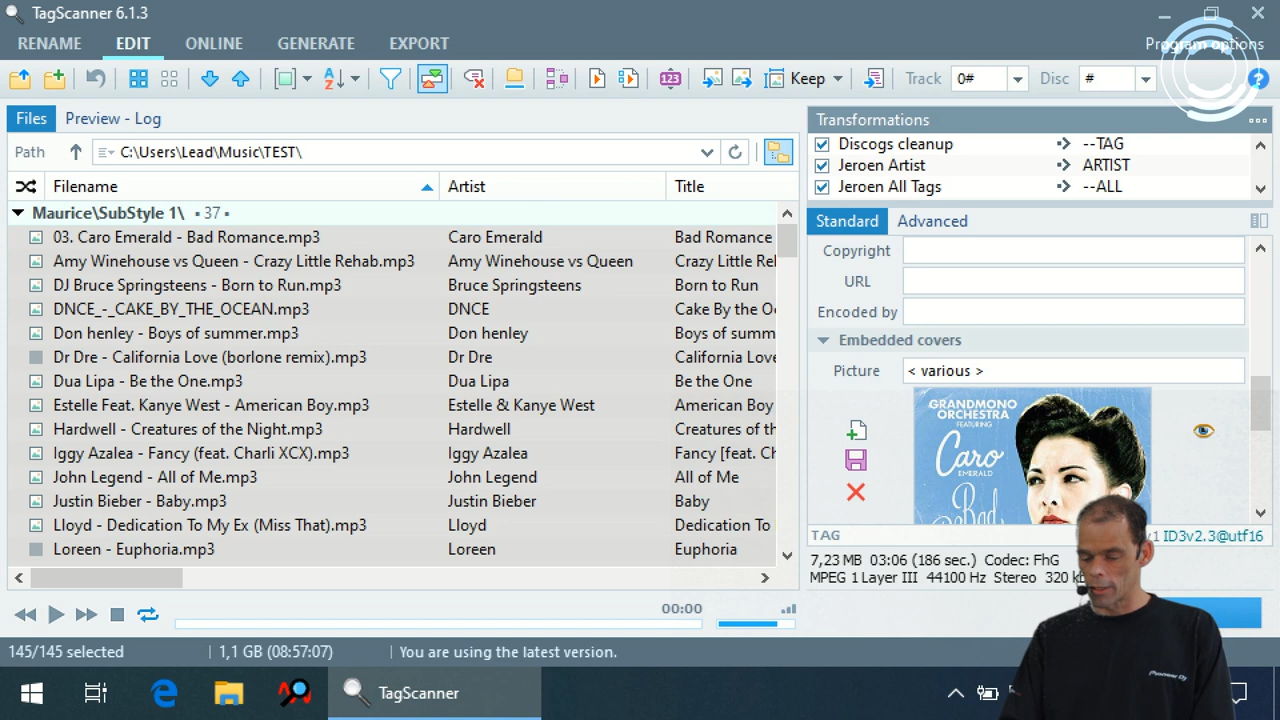 TagScanner 6.1.3
RENAME EDIT ONLINE GENERATE EXPORT Program options
Keep Track 0# Disc #
Files Preview - Log
Path C:\Users\Lead\Music\TEST\
Filename Artist Title
Maurice\SubStyle 1\ • 37 •
03. Caro Emerald - Bad Romance.mp3 Caro Emerald Bad Romance
Amy Winehouse vs Queen - Crazy Little Rehab.mp3 Amy Winehouse vs Queen Crazy Little Rel
DJ Bruce Springsteens - Born to Run.mp3 Bruce Springsteens Born to Run
DNCE_-_CAKE_BY_THE_OCEAN.mp3 DNCE Cake By the O
Don henley - Boys of summer.mp3 Don henley Boys of summ
Dr Dre - California Love (borlone remix).mp3 Dr Dre California Love
Dua Lipa - Be the One.mp3 Dua Lipa Be the One
Estelle Feat. Kanye West - American Boy.mp3 Estelle & Kanye West American Boy
Hardwell - Creatures of the Night.mp3 Hardwell Creatures of th
Iggy Azalea - Fancy (feat. Charli XCX).mp3 Iggy Azalea Fancy [feat. Ch
John Legend - All of Me.mp3 John Legend All of Me
Justin Bieber - Baby.mp3 Justin Bieber Baby
Lloyd - Dedication To My Ex (Miss That).mp3 Lloyd Dedication To
Loreen - Euphoria.mp3 Loreen Euphoria
00:00
Transformations
Discogs cleanup --TAG
Jeroen Artist ARTIST
Jeroen All Tags --ALL
Standard Advanced
Copyright
URL
Encoded by
Embedded covers
Picture < various >
GRANDMONO
ORCHESTRA
FEATURING
Caro
EMERALD
Bad
TAG v1 ID3v2.3@utf16
7,23 MB 03:06 (186 sec.) Codec: FhG
MPEG 1 Layer III 44100 Hz Stereo 320 kb
145/145 selected 1,1 GB (08:57:07) You are using the latest version.
TagScanner
Pioneer Dj